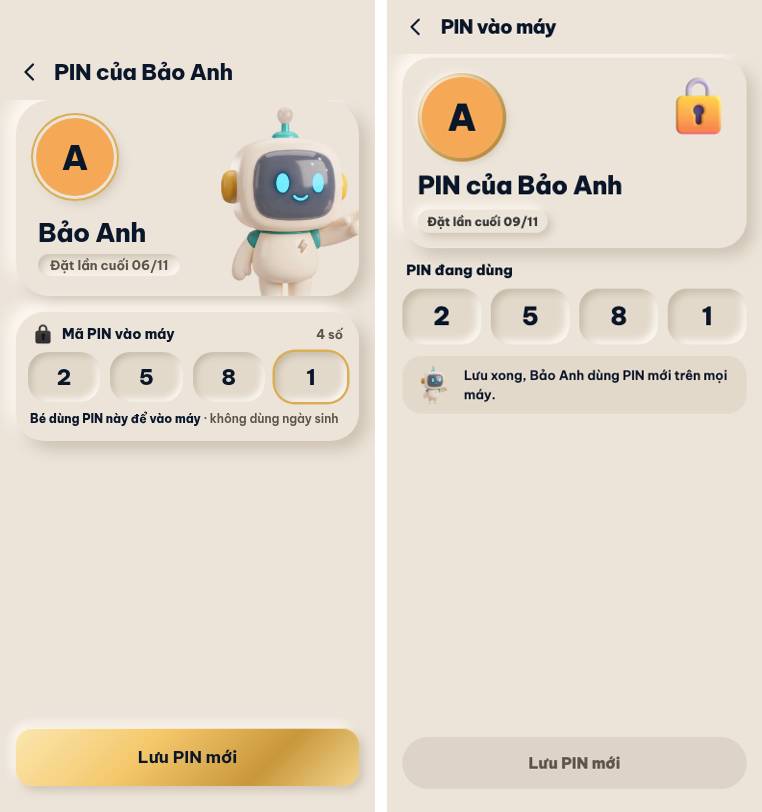 PIN của Bảo Anh
A
Bảo Anh
Đặt lần cuối 06/11
Mã PIN vào máy
4 số
2 5 8 1
Bé dùng PIN này để vào máy · không dùng ngày sinh
Lưu PIN mới
PIN vào máy
A
PIN của Bảo Anh
Đặt lần cuối 09/11
PIN đang dùng
2 5 8 1
Lưu xong, Bảo Anh dùng PIN mới trên mọi
máy.
Lưu PIN mới